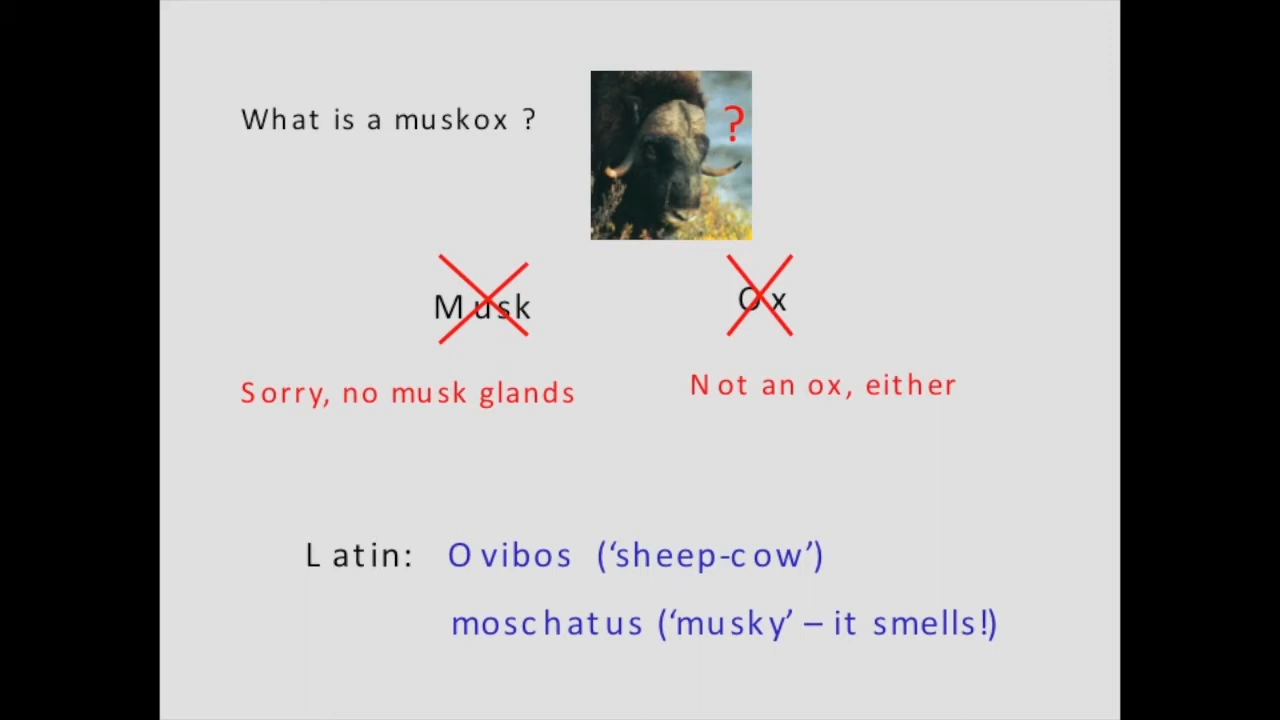 What is a muskox ?
?
Musk
Ox
Sorry, no musk glands
Not an ox, either
Latin: Ovibos (‘sheep-cow’)
moschatus (‘musky’ – it smells!)